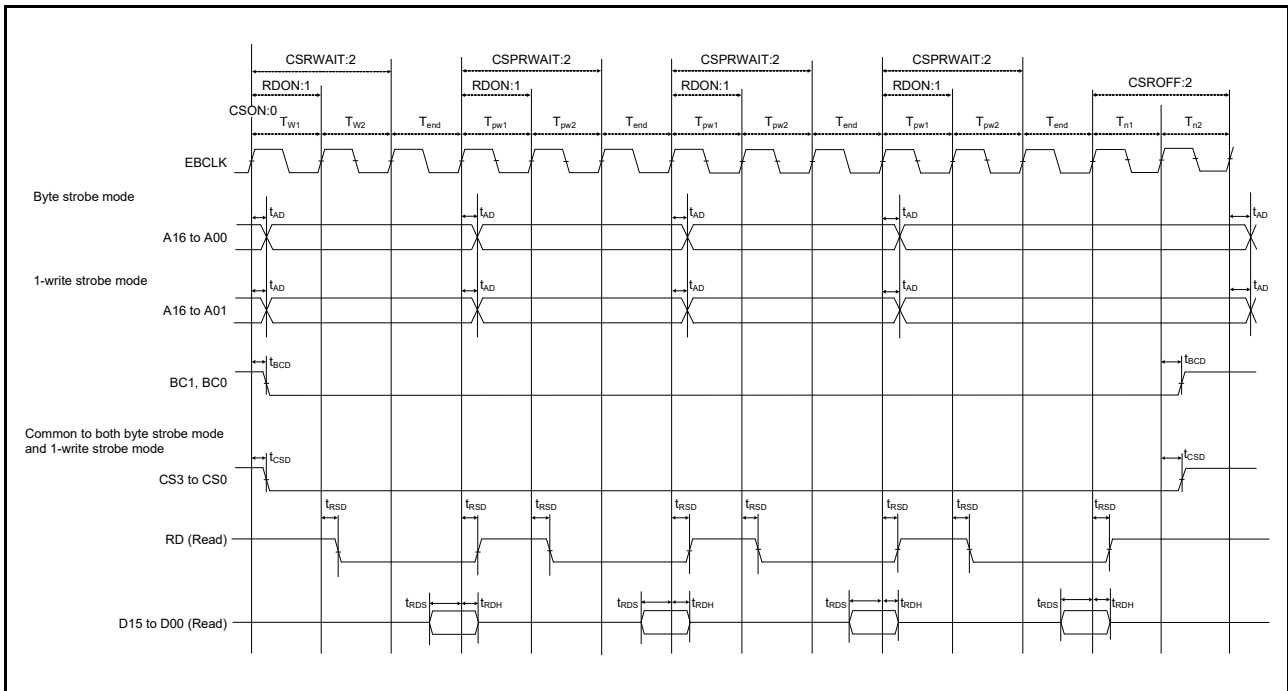 CSRWAIT:2 CSPRWAIT:2 CSPRWAIT:2 CSPRWAIT:2
RDON:1 RDON:1 RDON:1 RDON:1 CSROFF:2
CSON:0
TW1 TW2 Tend Tpw1 Tpw2 Tend Tpw1 Tpw2 Tend Tpw1 Tpw2 Tend Tn1 Tn2
EBCLK
Byte strobe mode
tAD tAD tAD tAD tAD
A16 to A00
1-write strobe mode
tAD tAD tAD tAD tAD
A16 to A01
tBCD tBCD
BC1, BC0
Common to both byte strobe mode
and 1-write strobe mode
tCSD tCSD
CS3 to CS0
tRSD tRSD tRSD tRSD tRSD tRSD tRSD tRSD
RD (Read)
tRDS tRDH tRDS tRDH tRDS tRDH tRDS tRDH
D15 to D00 (Read)